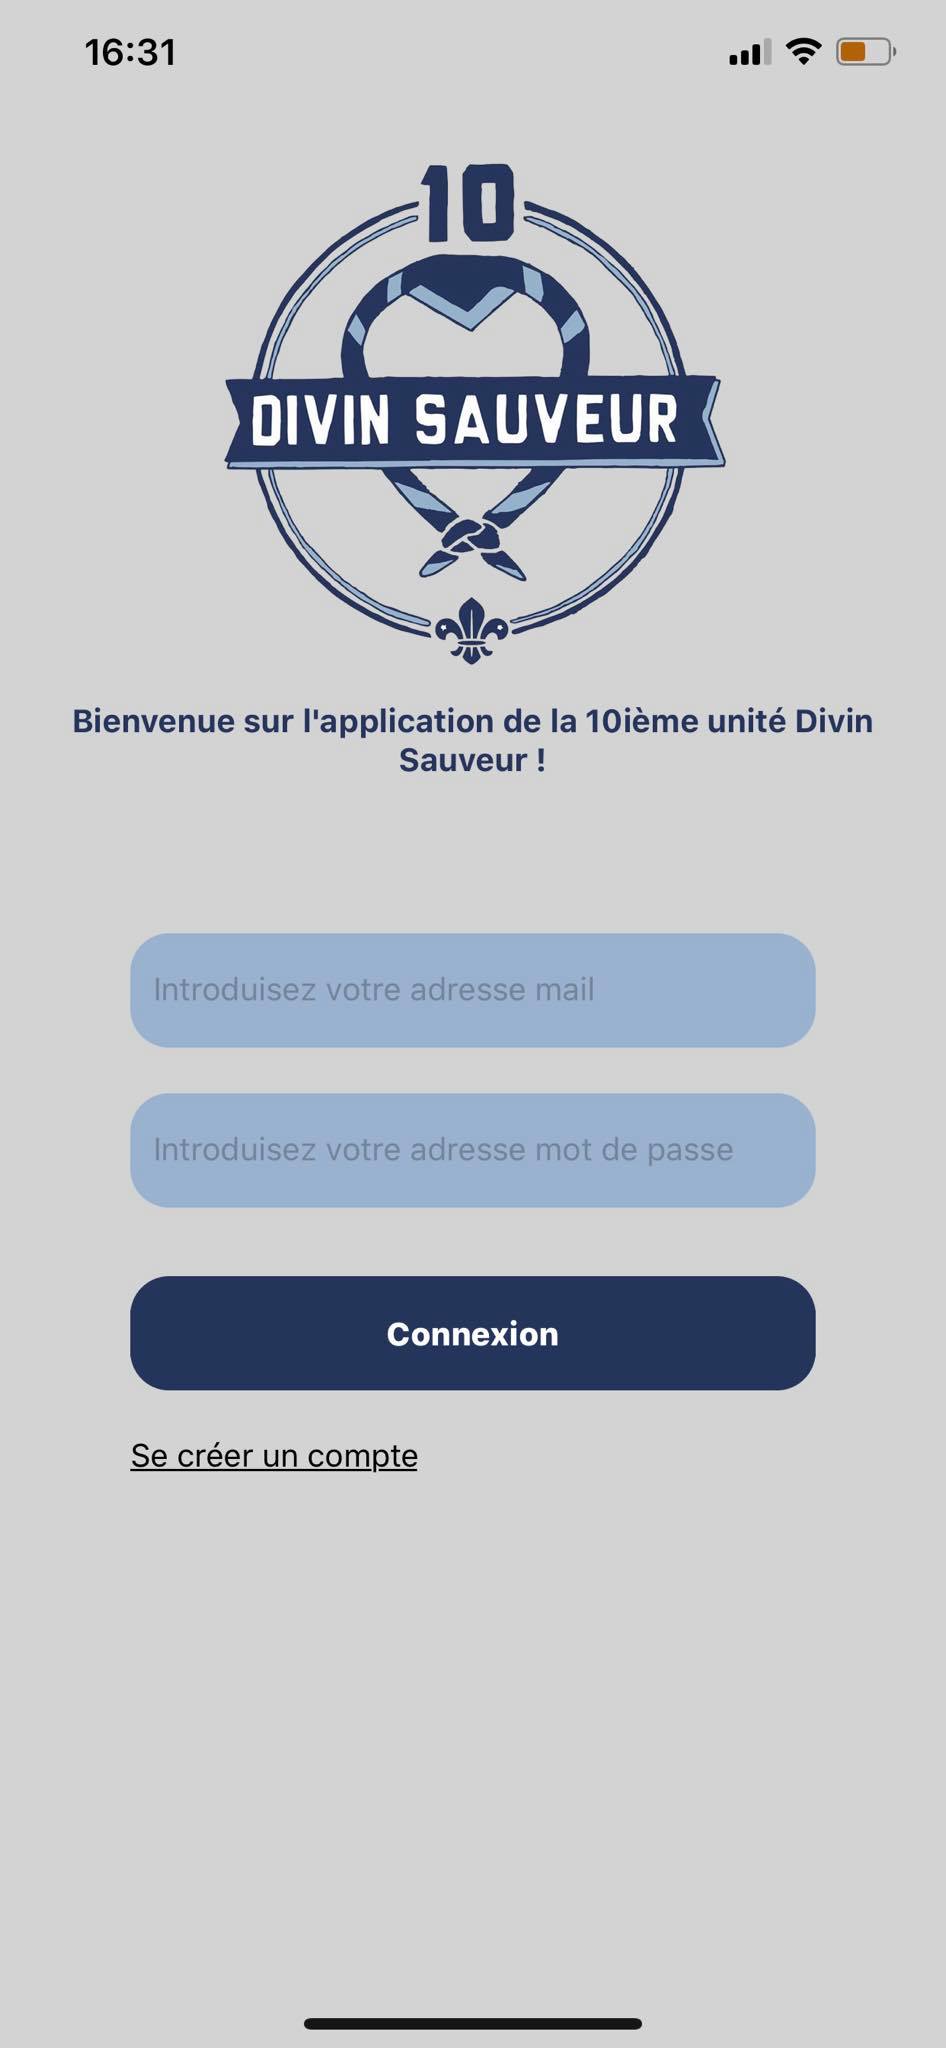 16:31
10
DIVIN SAUVEUR
Bienvenue sur l'application de la 10ième unité Divin
Sauveur !
Introduisez votre adresse mail
Introduisez votre adresse mot de passe
Connexion
Se créer un compte